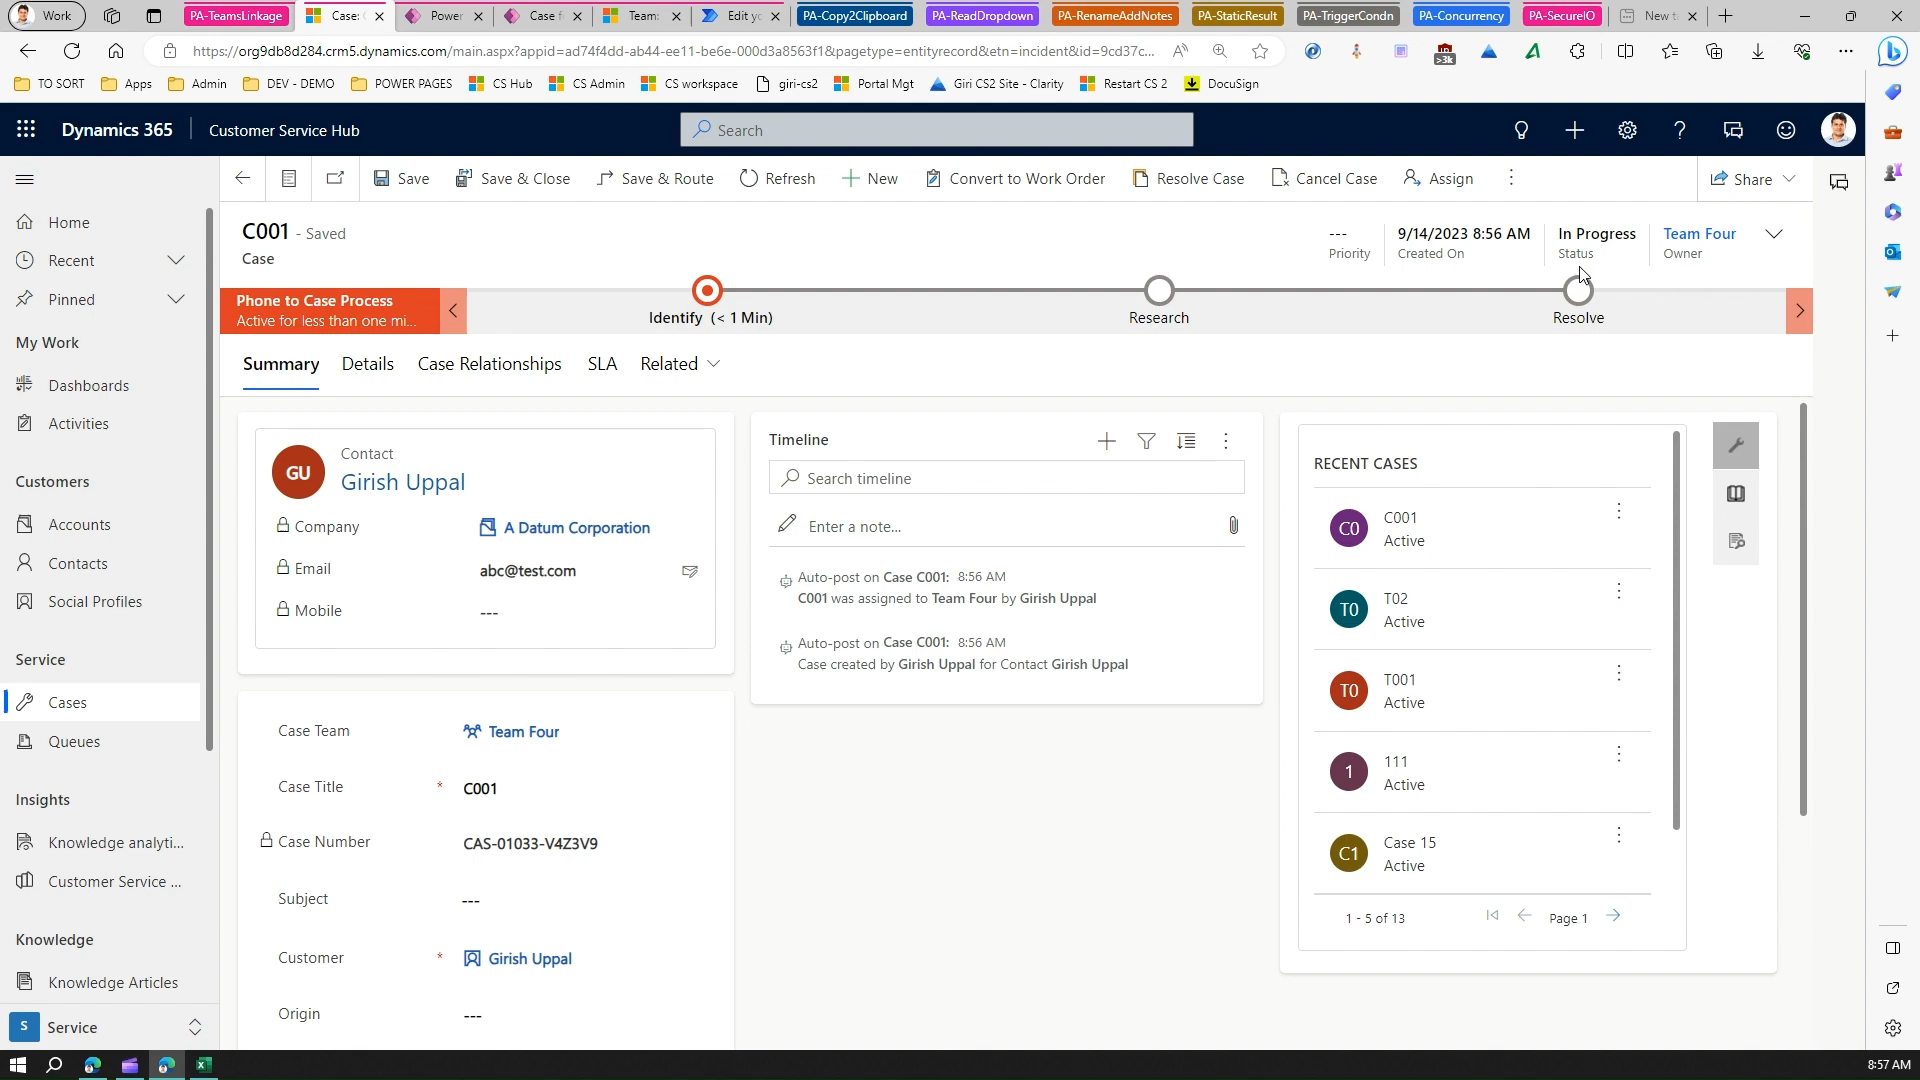 Work
PA-TeamsLinkage
Case:
Power
Case f
Team:
Edit yo
PA-Copy2Clipboard
PA-ReadDropdown
PA-RenameAddNotes
PA-StaticResult
PA-TriggerCondn
PA-Concurrency
PA-SecureIO
New t
https://org9db8d284.crm5.dynamics.com/main.aspx?appid=ad74f4dd-ab44-ee11-be6e-000d3a8563f1&pagetype=entityrecord&etn=incident&id=9cd37c...
>3k
TO SORT
Apps
Admin
DEV - DEMO
POWER PAGES
CS Hub
CS Admin
CS workspace
giri-cs2
Portal Mgt
Giri CS2 Site - Clarity
Restart CS 2
DocuSign
Dynamics 365
Customer Service Hub
Search
Save
Save & Close
Save & Route
Refresh
New
Convert to Work Order
Resolve Case
Cancel Case
Assign
Share
Home
Recent
Pinned
My Work
Dashboards
Activities
Customers
Accounts
Contacts
Social Profiles
Service
Cases
Queues
Insights
Knowledge analyti...
Customer Service ...
Knowledge
Knowledge Articles
S
Service
C001 - Saved
Case
---
Priority
9/14/2023 8:56 AM
Created On
In Progress
Status
Team Four
Owner
Phone to Case Process
Active for less than one mi...
Identify (< 1 Min)
Research
Resolve
Summary
Details
Case Relationships
SLA
Related
GU
Contact
Girish Uppal
Company
A Datum Corporation
Email
abc@test.com
Mobile
---
Case Team
Team Four
Case Title
*
C001
Case Number
CAS-01033-V4Z3V9
Subject
---
Customer
*
Girish Uppal
Origin
---
Timeline
Search timeline
Enter a note...
Auto-post on Case C001: 8:56 AM
C001 was assigned to Team Four by Girish Uppal
Auto-post on Case C001: 8:56 AM
Case created by Girish Uppal for Contact Girish Uppal
RECENT CASES
C0
C001
Active
T0
T02
Active
T0
T001
Active
1
111
Active
C1
Case 15
Active
1 - 5 of 13
Page 1
8:57 AM